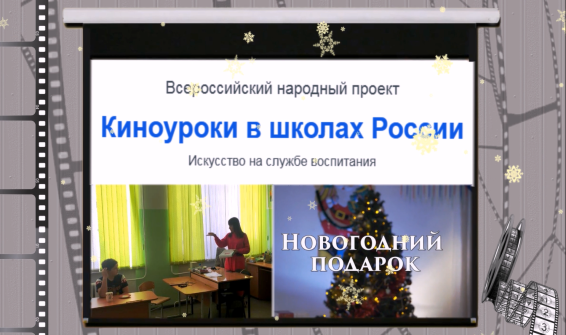 Всероссийский народный проект
Киноуроки в школах России
Искусство на службе воспитания
Новогодний
подарок